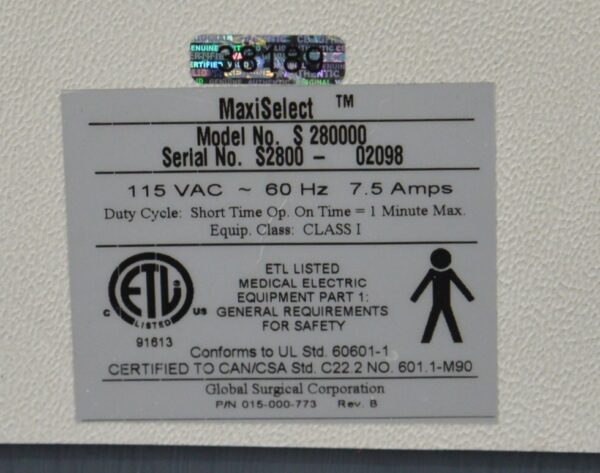 38189
MaxiSelect ™
Model No. S 280000
Serial No. S2800 - 02098
115 VAC ~ 60 Hz 7.5 Amps
Duty Cycle: Short Time Op. On Time = 1 Minute Max.
Equip. Class: CLASS I
ETL
C LISTED US
91613
ETL LISTED
MEDICAL ELECTRIC
EQUIPMENT PART 1:
GENERAL REQUIREMENTS
FOR SAFETY
Conforms to UL Std. 60601-1
CERTIFIED TO CAN/CSA Std. C22.2 NO. 601.1-M90
Global Surgical Corporation
P/N 015-000-773 Rev. B